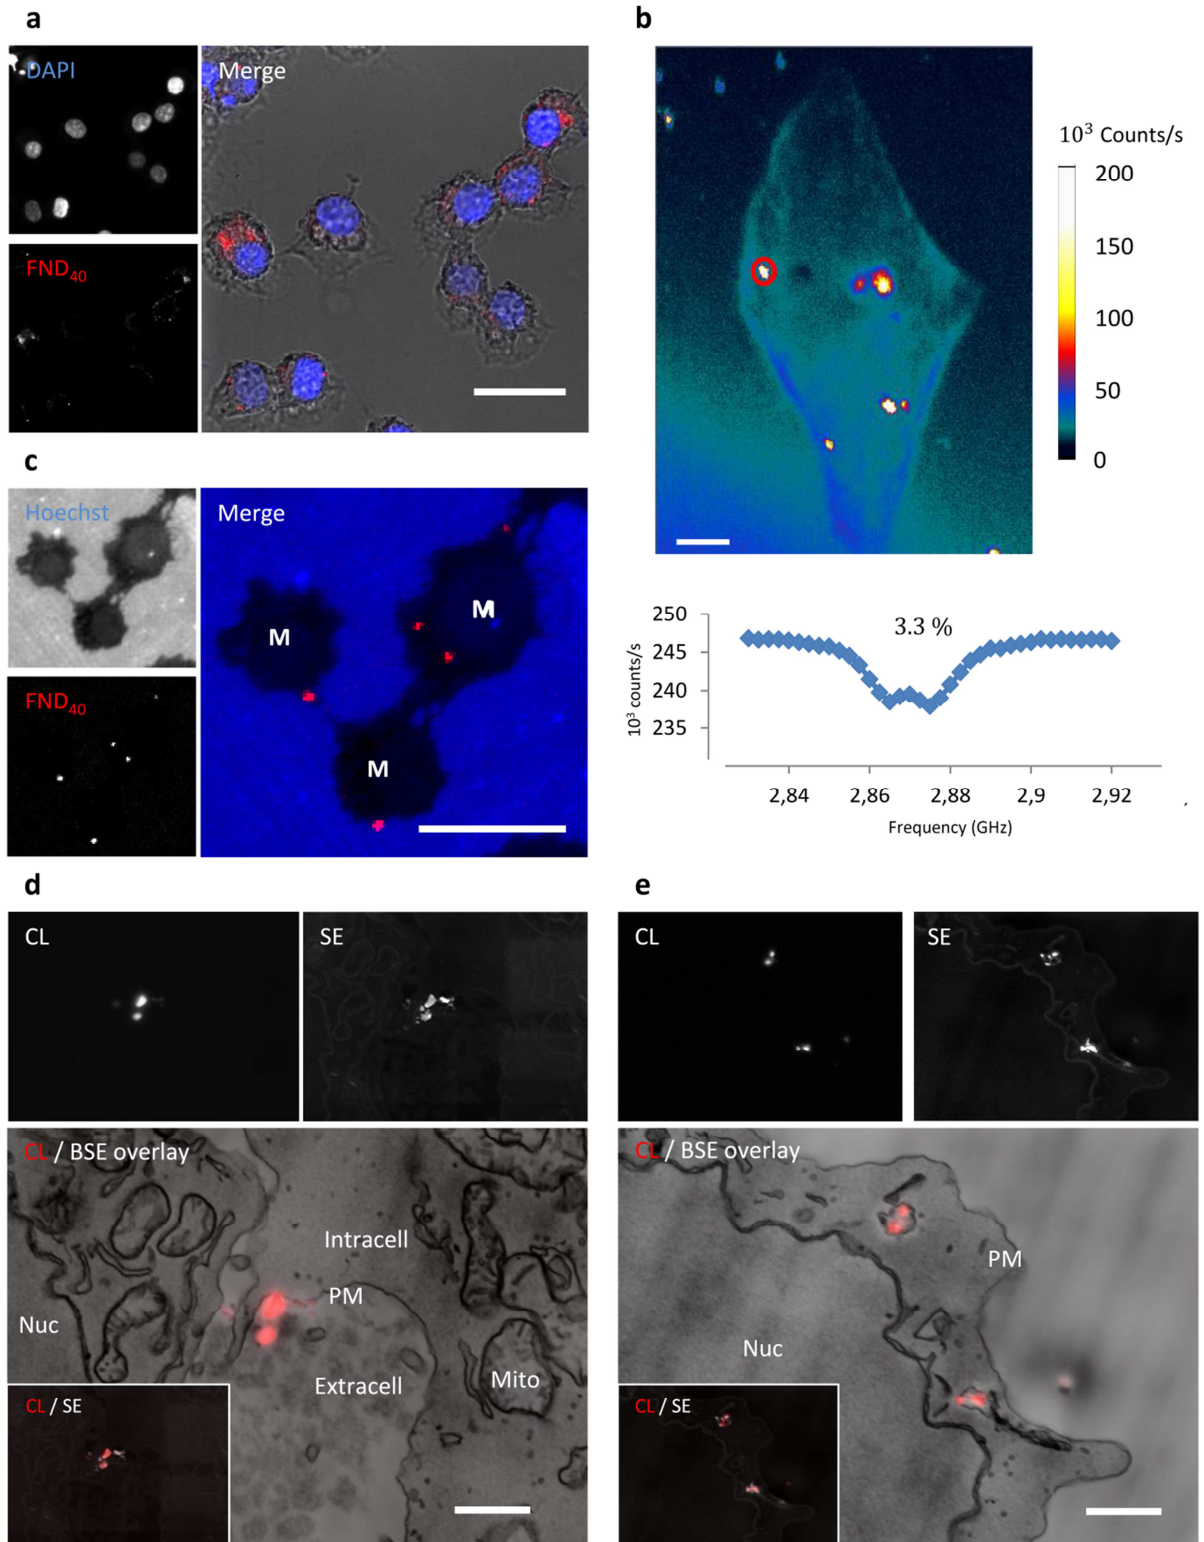 a
DAPI
Merge
FND₄₀
b
10³ Counts/s
200
150
100
50
0
c
Hoechst
Merge
FND₄₀
M
M
M
250
245
240
235
10³ counts/s
3.3 %
2,84 2,86 2,88 2,9 2,92
Frequency (GHz)
d
CL
SE
CL / BSE overlay
Intracell
PM
Nuc
Extracell
Mito
CL / SE
e
CL
SE
CL / BSE overlay
PM
Nuc
CL / SE